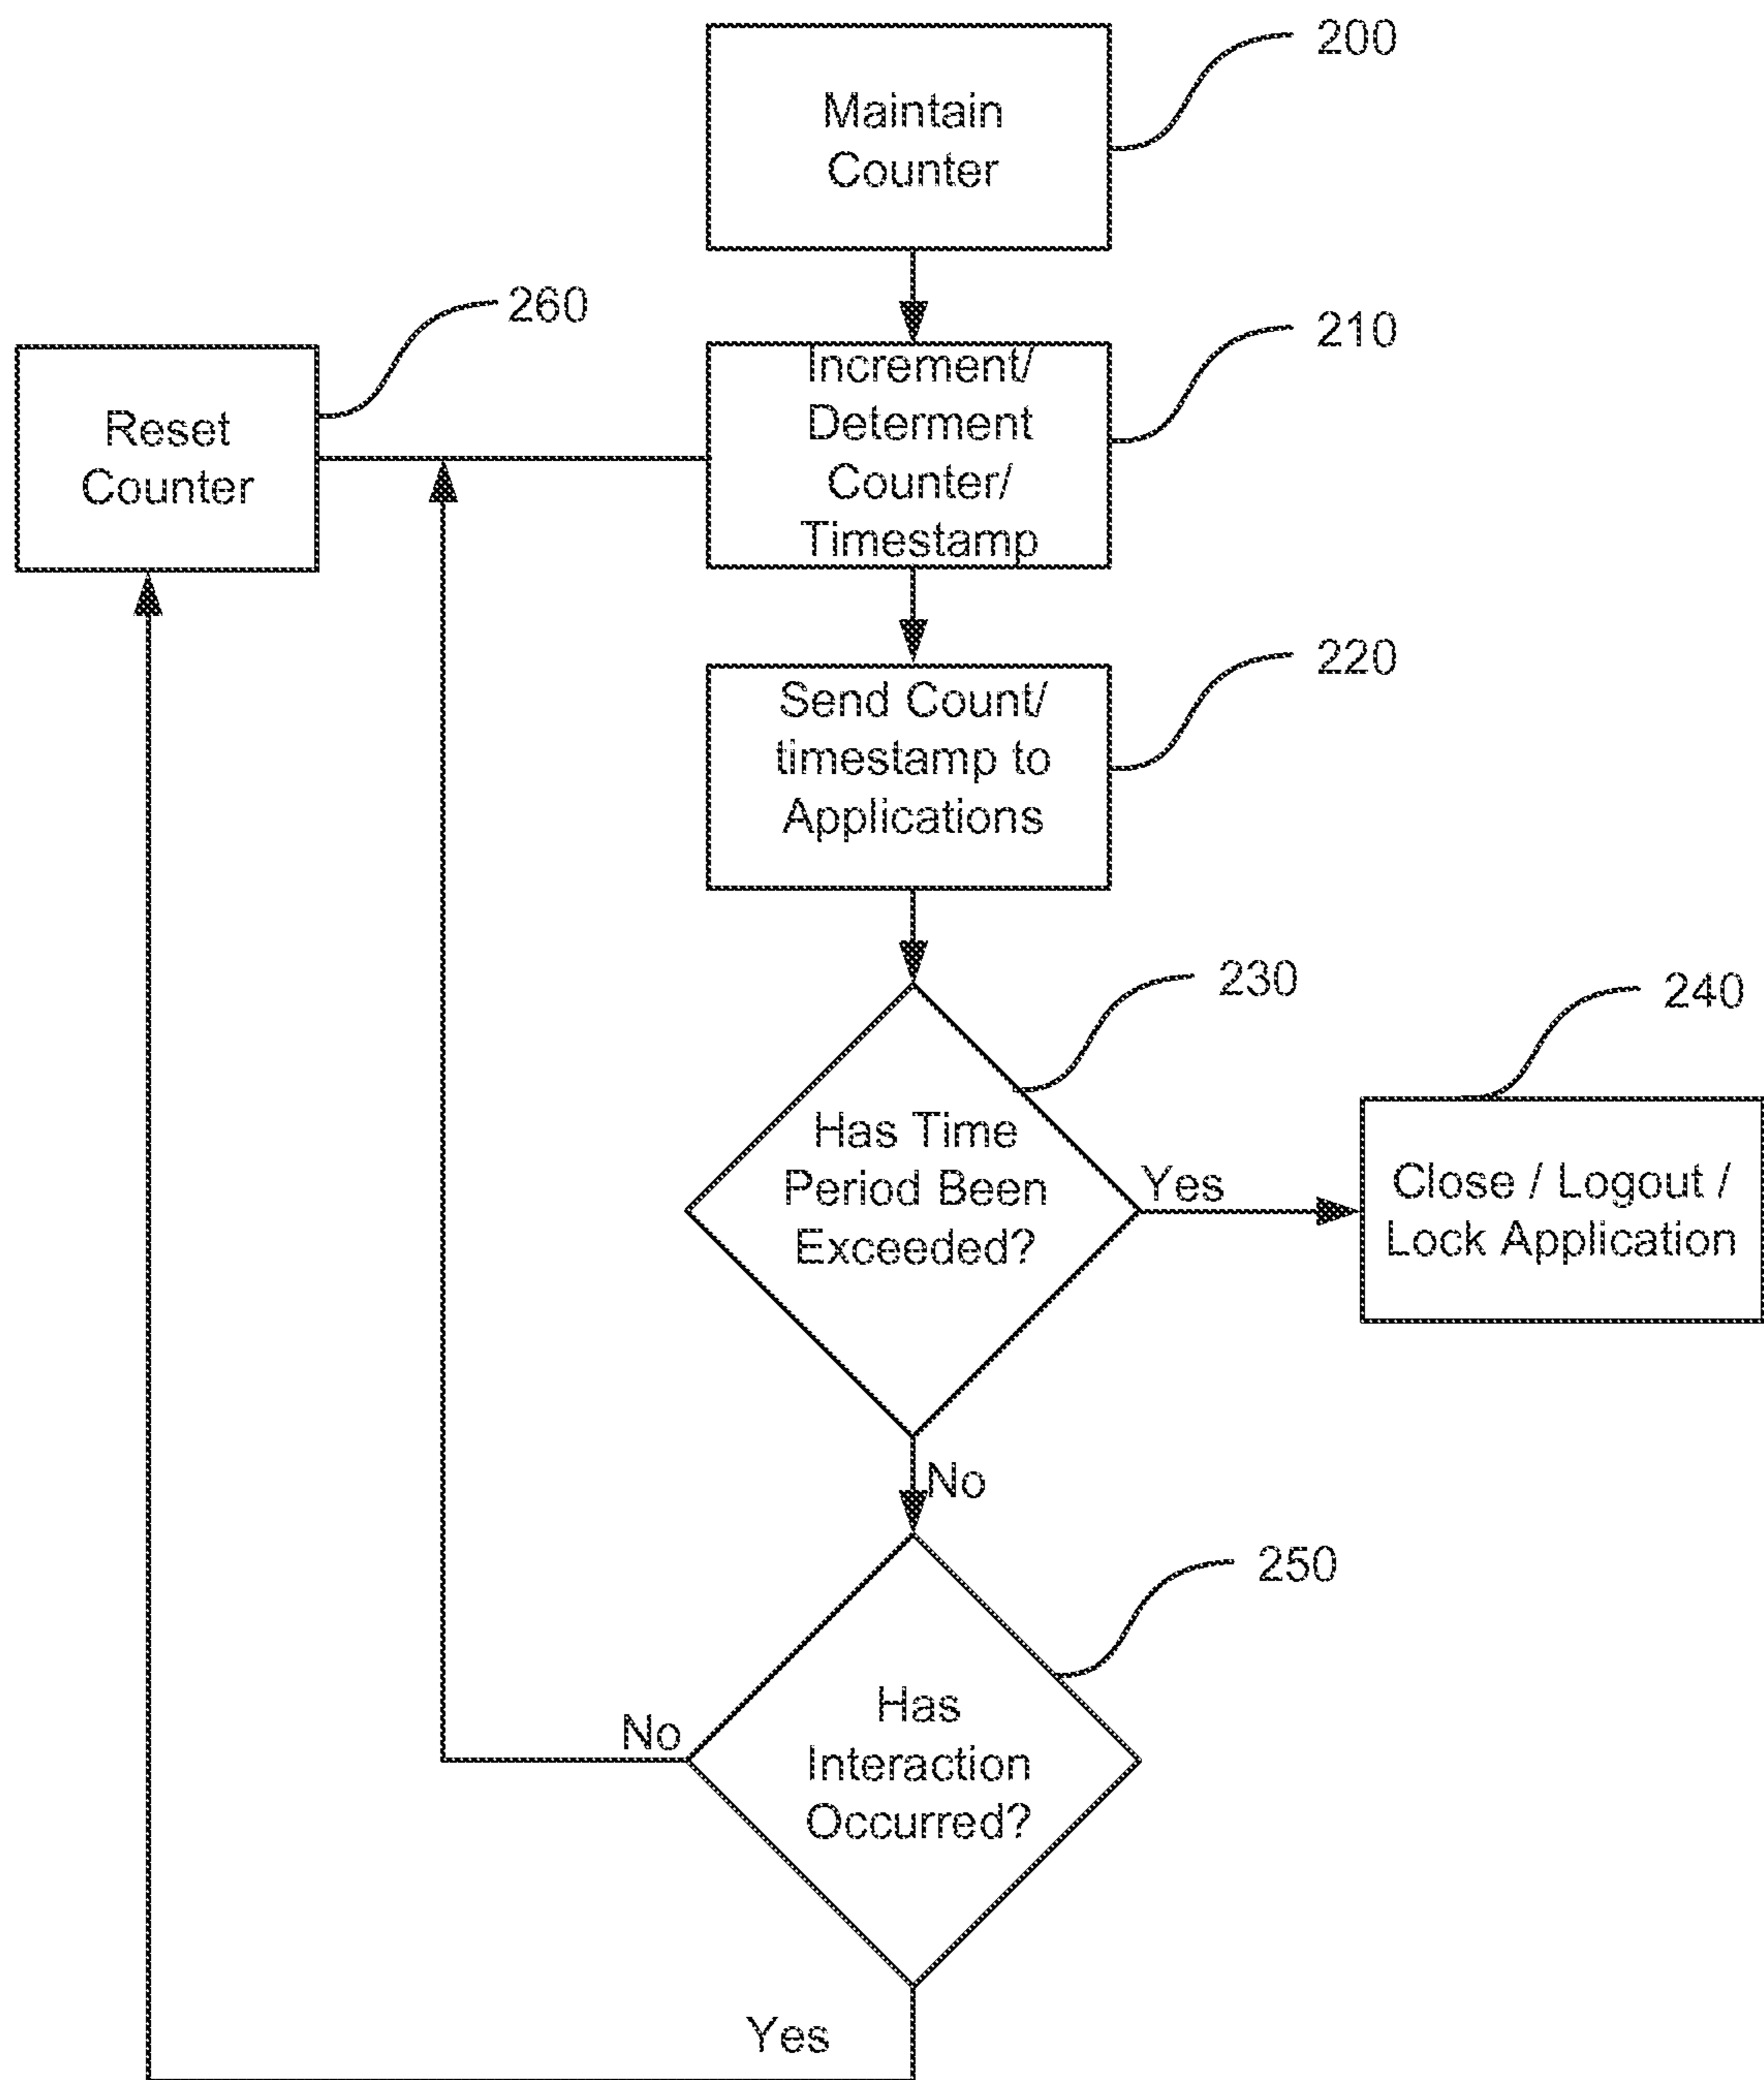 200
Maintain
Counter
260
210
Reset
Counter
Increment/
Determent
Counter/
Timestamp
220
Send Count/
timestamp to
Applications
230
240
Has Time
Period Been
Exceeded?
Yes
Close / Logout /
Lock Application
No
250
Has
Interaction
Occurred?
No
Yes